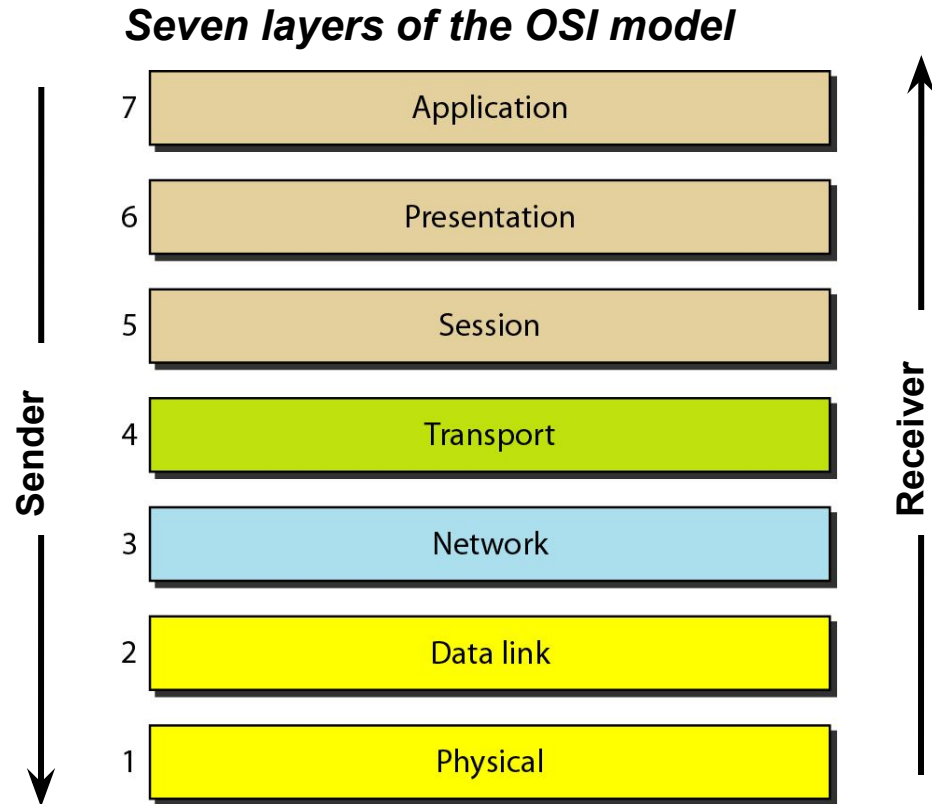 Seven layers of the OSI model
7 Application
6 Presentation
5 Session
4 Transport
3 Network
2 Data link
1 Physical
Sender
Receiver